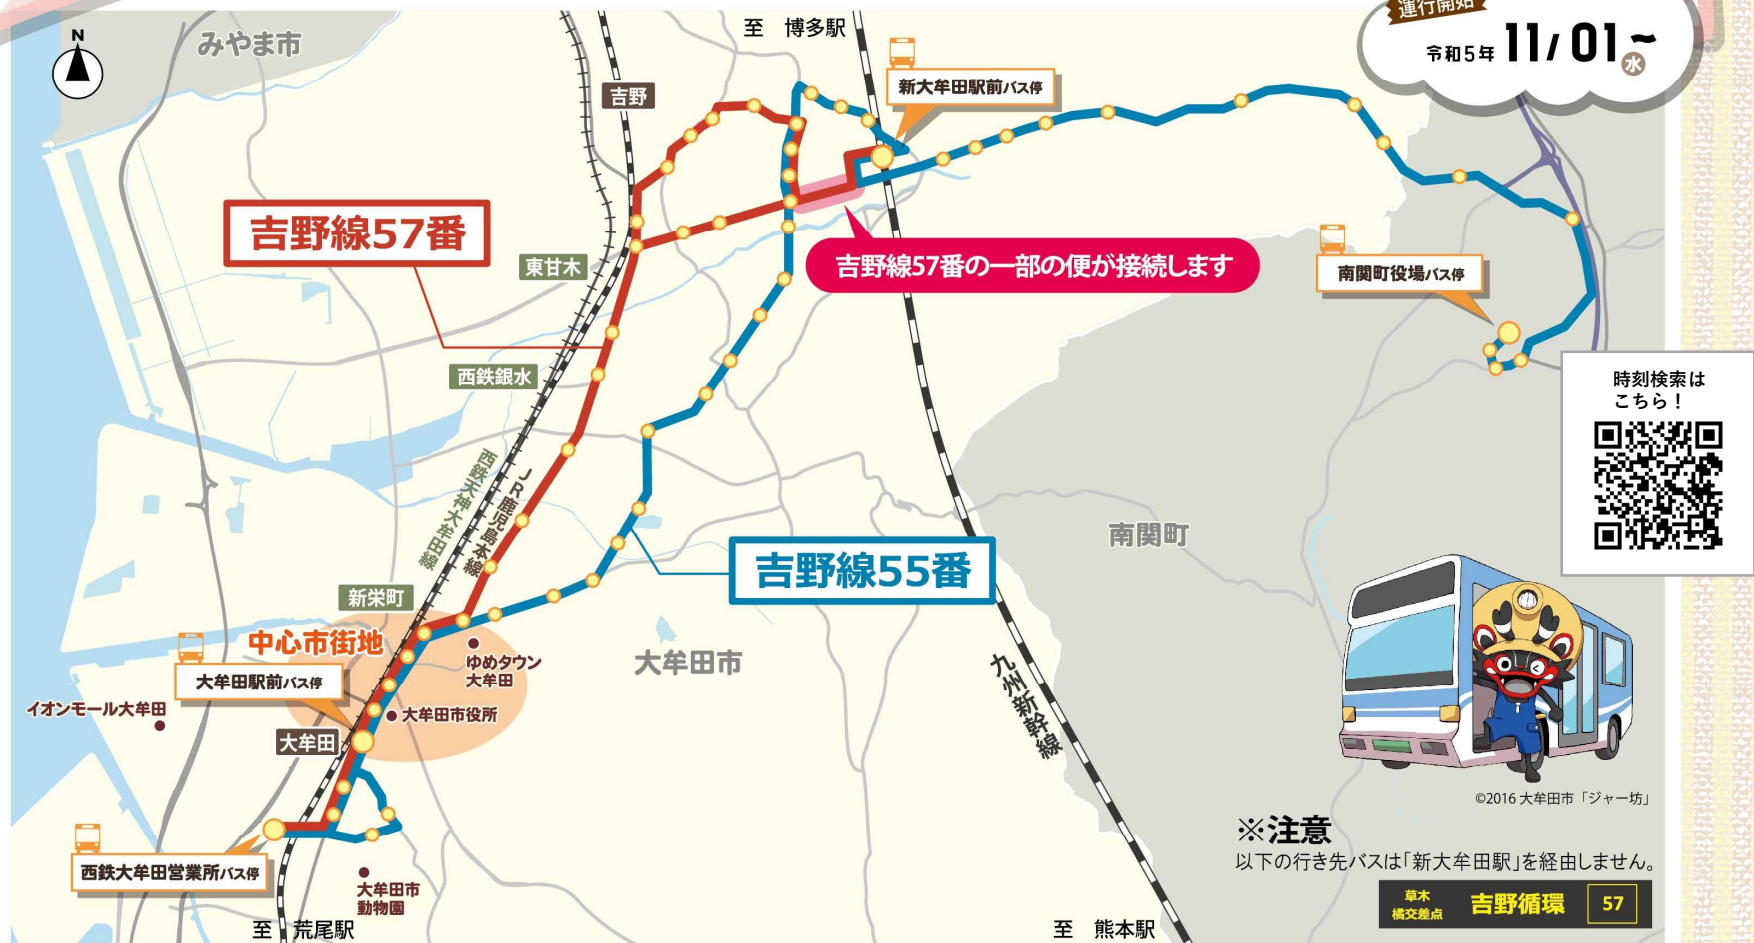 運行開始
令和5年 11/01~
水
N
みやま市
至 博多駅
吉野
新大牟田駅前バス停
吉野線57番
東甘木
吉野線57番の一部の便が接続します
南関町役場バス停
時刻検索は
こちら！
西鉄銀水
西鉄天神大牟田線
JR鹿児島本線
南関町
吉野線55番
新栄町
中心市街地
ゆめタウン
大牟田
大牟田市
九州新幹線
大牟田駅前バス停
イオンモール大牟田
大牟田市役所
大牟田
©2016 大牟田市「ジャー坊」
※注意
以下の行き先バスは「新大牟田駅」を経由しません。
西鉄大牟田営業所バス停
大牟田市
動物園
草木
橘交差点
吉野循環 57
至 荒尾駅
至 熊本駅